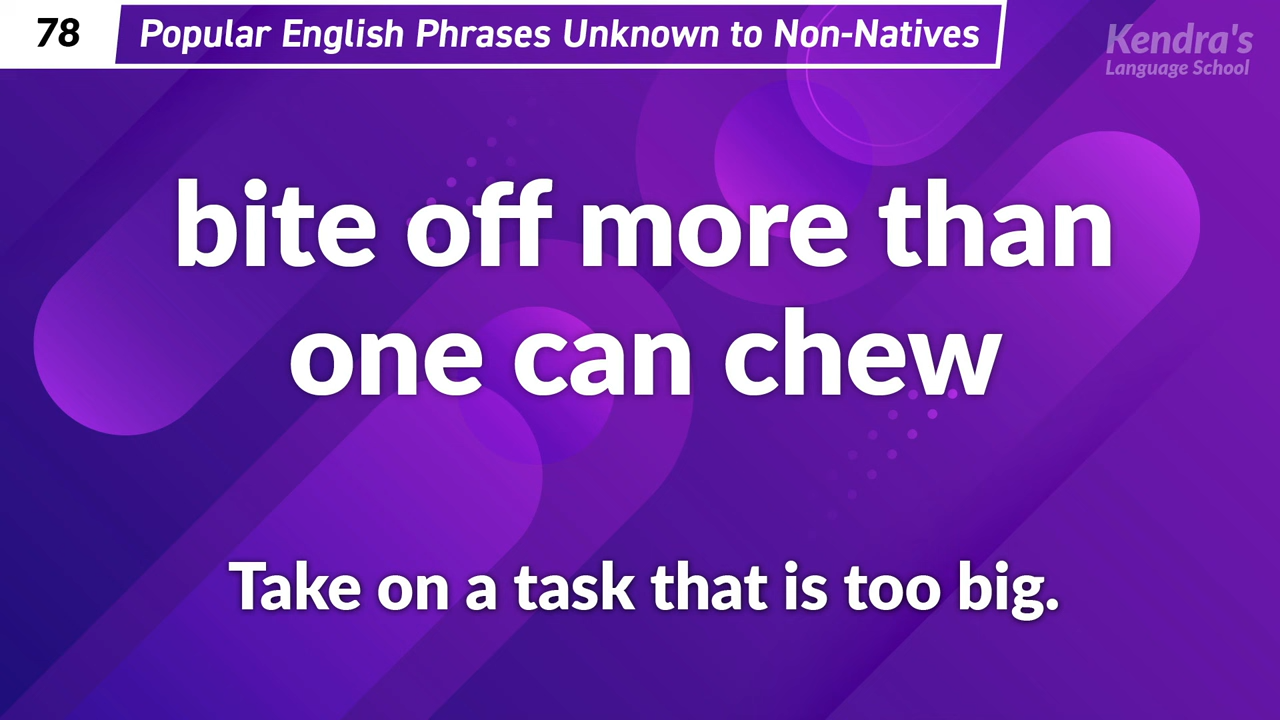 78
Popular English Phrases Unknown to Non-Natives
Kendra's
Language School
bite off more than
one can chew
Take on a task that is too big.